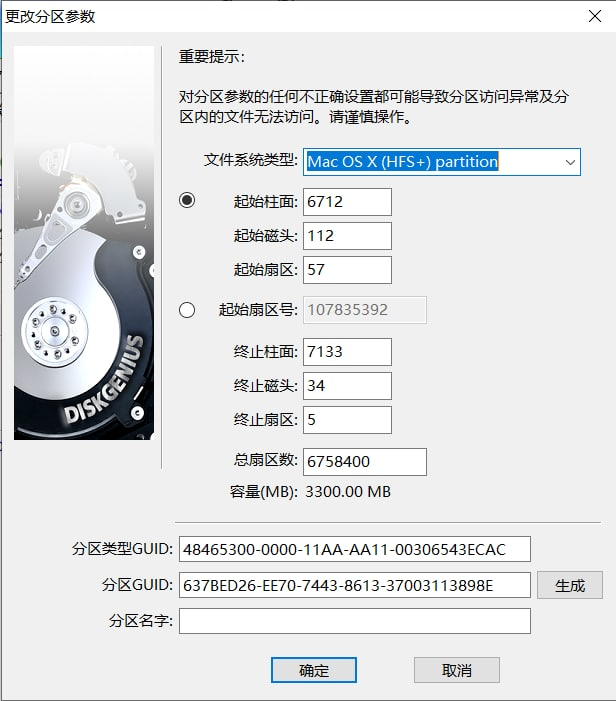 更改分区参数
重要提示：
对分区参数的任何不正确设置都可能导致分区访问异常及分
区内的文件无法访问。请谨慎操作。
文件系统类型: Mac OS X (HFS+) partition
起始柱面: 6712
起始磁头: 112
起始扇区: 57
起始扇区号: 107835392
终止柱面: 7133
终止磁头: 34
终止扇区: 5
总扇区数: 6758400
容量(MB): 3300.00 MB
DISKGENIUS
分区类型GUID: 48465300-0000-11AA-AA11-00306543ECAC
分区GUID: 637BED26-EE70-7443-8613-37003113898E 生成
分区名字:
确定 取消